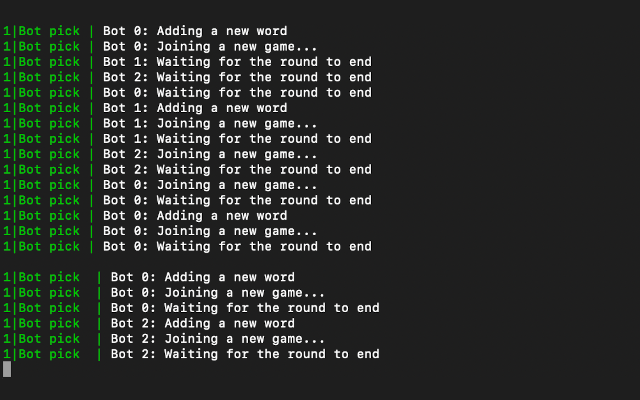 1|Bot pick | Bot 0: Adding a new word
1|Bot pick | Bot 0: Joining a new game...
1|Bot pick | Bot 1: Waiting for the round to end
1|Bot pick | Bot 2: Waiting for the round to end
1|Bot pick | Bot 0: Waiting for the round to end
1|Bot pick | Bot 1: Adding a new word
1|Bot pick | Bot 1: Joining a new game...
1|Bot pick | Bot 1: Waiting for the round to end
1|Bot pick | Bot 2: Joining a new game...
1|Bot pick | Bot 2: Waiting for the round to end
1|Bot pick | Bot 0: Joining a new game...
1|Bot pick | Bot 0: Waiting for the round to end
1|Bot pick | Bot 0: Adding a new word
1|Bot pick | Bot 0: Joining a new game...
1|Bot pick | Bot 0: Waiting for the round to end
1|Bot pick  | Bot 0: Adding a new word
1|Bot pick  | Bot 0: Joining a new game...
1|Bot pick  | Bot 0: Waiting for the round to end
1|Bot pick  | Bot 2: Adding a new word
1|Bot pick  | Bot 2: Joining a new game...
1|Bot pick  | Bot 2: Waiting for the round to end